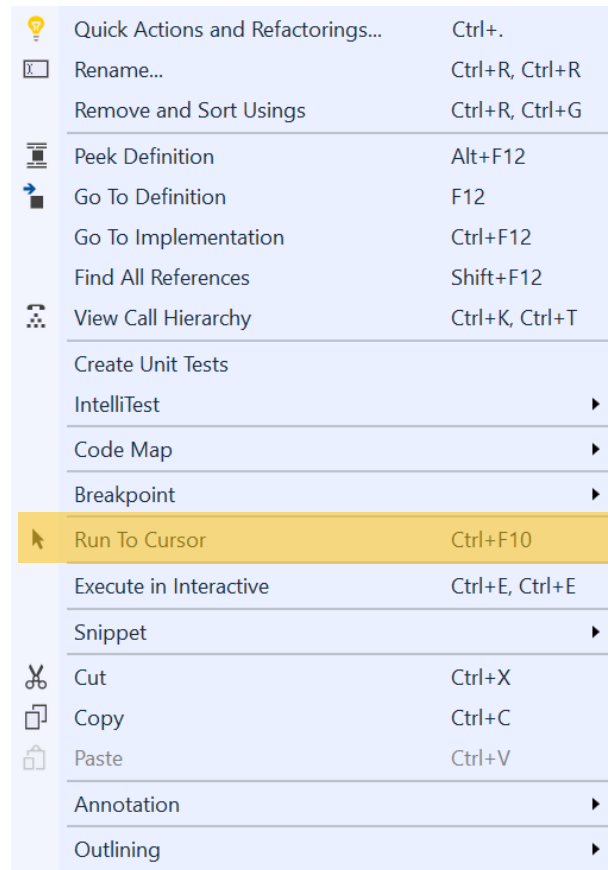 Quick Actions and Refactorings... Ctrl+.
Rename... Ctrl+R, Ctrl+R
Remove and Sort Usings Ctrl+R, Ctrl+G
Peek Definition Alt+F12
Go To Definition F12
Go To Implementation Ctrl+F12
Find All References Shift+F12
View Call Hierarchy Ctrl+K, Ctrl+T
Create Unit Tests
IntelliTest
Code Map
Breakpoint
Run To Cursor Ctrl+F10
Execute in Interactive Ctrl+E, Ctrl+E
Snippet
Cut Ctrl+X
Copy Ctrl+C
Paste Ctrl+V
Annotation
Outlining